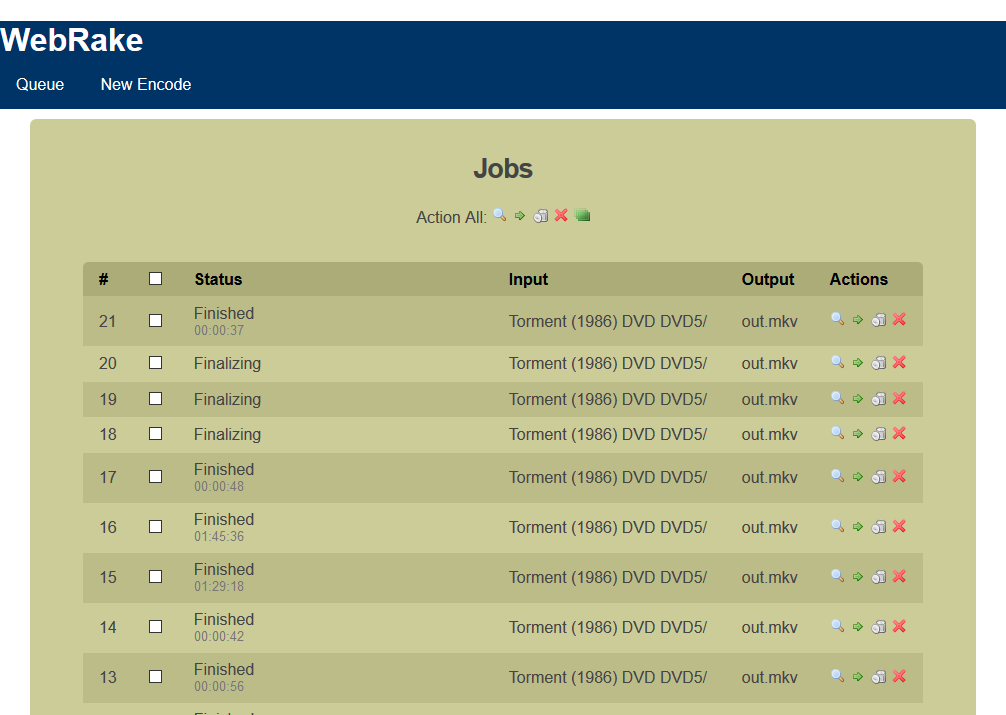 WebRake
Queue New Encode
Jobs
Action All:
# Status Input Output Actions
21 Finished Torment (1986) DVD DVD5/ out.mkv
00:00:37
20 Finalizing Torment (1986) DVD DVD5/ out.mkv
19 Finalizing Torment (1986) DVD DVD5/ out.mkv
18 Finalizing Torment (1986) DVD DVD5/ out.mkv
17 Finished Torment (1986) DVD DVD5/ out.mkv
00:00:48
16 Finished Torment (1986) DVD DVD5/ out.mkv
01:45:36
15 Finished Torment (1986) DVD DVD5/ out.mkv
01:29:18
14 Finished Torment (1986) DVD DVD5/ out.mkv
00:00:42
13 Finished Torment (1986) DVD DVD5/ out.mkv
00:00:56